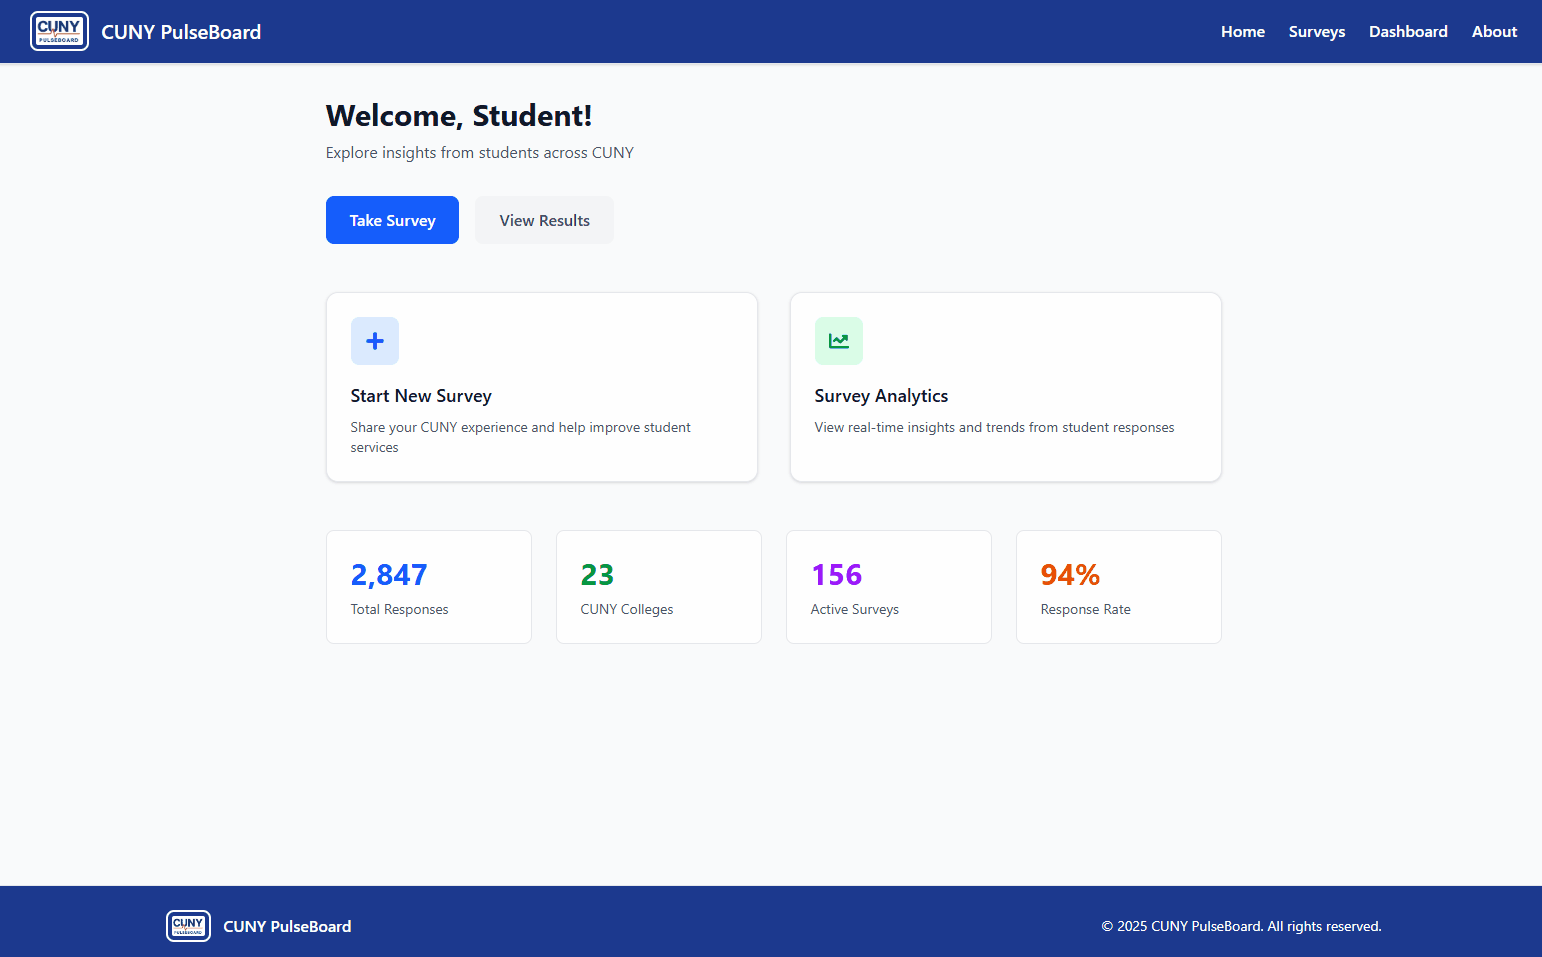 CUNY
PULSEBOARD
CUNY PulseBoard
Home
Surveys
Dashboard
About
Welcome, Student!
Explore insights from students across CUNY
Take Survey
View Results
Start New Survey
Share your CUNY experience and help improve student
services
Survey Analytics
View real-time insights and trends from student responses
2,847
Total Responses
23
CUNY Colleges
156
Active Surveys
94%
Response Rate
CUNY
PULSEBOARD
CUNY PulseBoard
© 2025 CUNY PulseBoard. All rights reserved.